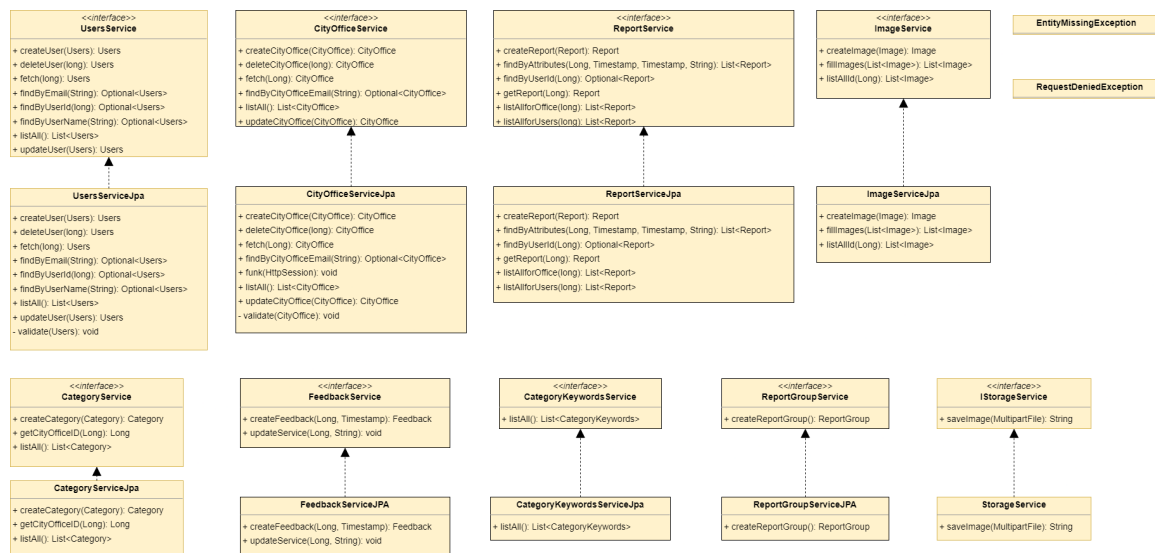 <<interface>>
UsersService
+ createUser(Users): Users
+ deleteUser(long): Users
+ fetch(long): Users
+ findByEmail(String): Optional<Users>
+ findByUserId(long): Optional<Users>
+ findByUserName(String): Optional<Users>
+ listAll(): List<Users>
+ updateUser(Users): Users
<<interface>>
CityOfficeService
+ createCityOffice(CityOffice): CityOffice
+ deleteCityOffice(long): CityOffice
+ fetch(Long): CityOffice
+ findByCityOfficeEmail(String): Optional<CityOffice>
+ listAll(): List<CityOffice>
+ updateCityOffice(CityOffice): CityOffice
<<interface>>
ReportService
+ createReport(Report): Report
+ findByAttributes(Long, Timestamp, Timestamp, String): List<Report>
+ findByUserId(Long): Optional<Report>
+ getReport(Long): Report
+ listAllforOffice(long): List<Report>
+ listAllforUsers(long): List<Report>
<<interface>>
ImageService
+ createImage(Image): Image
+ fillImages(List<Image>): List<Image>
+ listAllId(Long): List<Image>
EntityMissingException
RequestDeniedException
UsersServiceJpa
+ createUser(Users): Users
+ deleteUser(long): Users
+ fetch(long): Users
+ findByEmail(String): Optional<Users>
+ findByUserId(long): Optional<Users>
+ findByUserName(String): Optional<Users>
+ listAll(): List<Users>
+ updateUser(Users): Users
- validate(Users): void
CityOfficeServiceJpa
+ createCityOffice(CityOffice): CityOffice
+ deleteCityOffice(long): CityOffice
+ fetch(Long): CityOffice
+ findByCityOfficeEmail(String): Optional<CityOffice>
+ funk(HttpSession): void
+ listAll(): List<CityOffice>
+ updateCityOffice(CityOffice): CityOffice
- validate(CityOffice): void
ReportServiceJpa
+ createReport(Report): Report
+ findByAttributes(Long, Timestamp, Timestamp, String): List<Report>
+ findByUserId(Long): Optional<Report>
+ getReport(Long): Report
+ listAllforOffice(long): List<Report>
+ listAllforUsers(long): List<Report>
ImageServiceJpa
+ createImage(Image): Image
+ fillImages(List<Image>): List<Image>
+ listAllId(Long): List<Image>
<<interface>>
CategoryService
+ createCategory(Category): Category
+ getCityOfficeID(Long): Long
+ listAll(): List<Category>
<<interface>>
FeedbackService
+ createFeedback(Long, Timestamp): Feedback
+ updateService(Long, String): void
<<interface>>
CategoryKeywordsService
+ listAll(): List<CategoryKeywords>
<<interface>>
ReportGroupService
+ createReportGroup(): ReportGroup
<<interface>>
IStorageService
+ saveImage(MultipartFile): String
CategoryServiceJpa
+ createCategory(Category): Category
+ getCityOfficeID(Long): Long
+ listAll(): List<Category>
FeedbackServiceJPA
+ createFeedback(Long, Timestamp): Feedback
+ updateService(Long, String): void
CategoryKeywordsServiceJpa
+ listAll(): List<CategoryKeywords>
ReportGroupServiceJPA
+ createReportGroup(): ReportGroup
StorageService
+ saveImage(MultipartFile): String